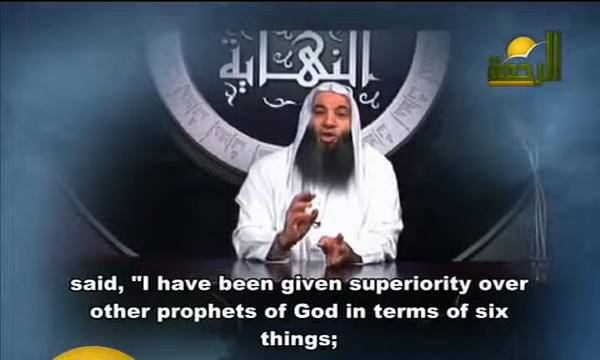 النهاية
الرحمة
said, "I have been given superiority over
other prophets of God in terms of six
things;